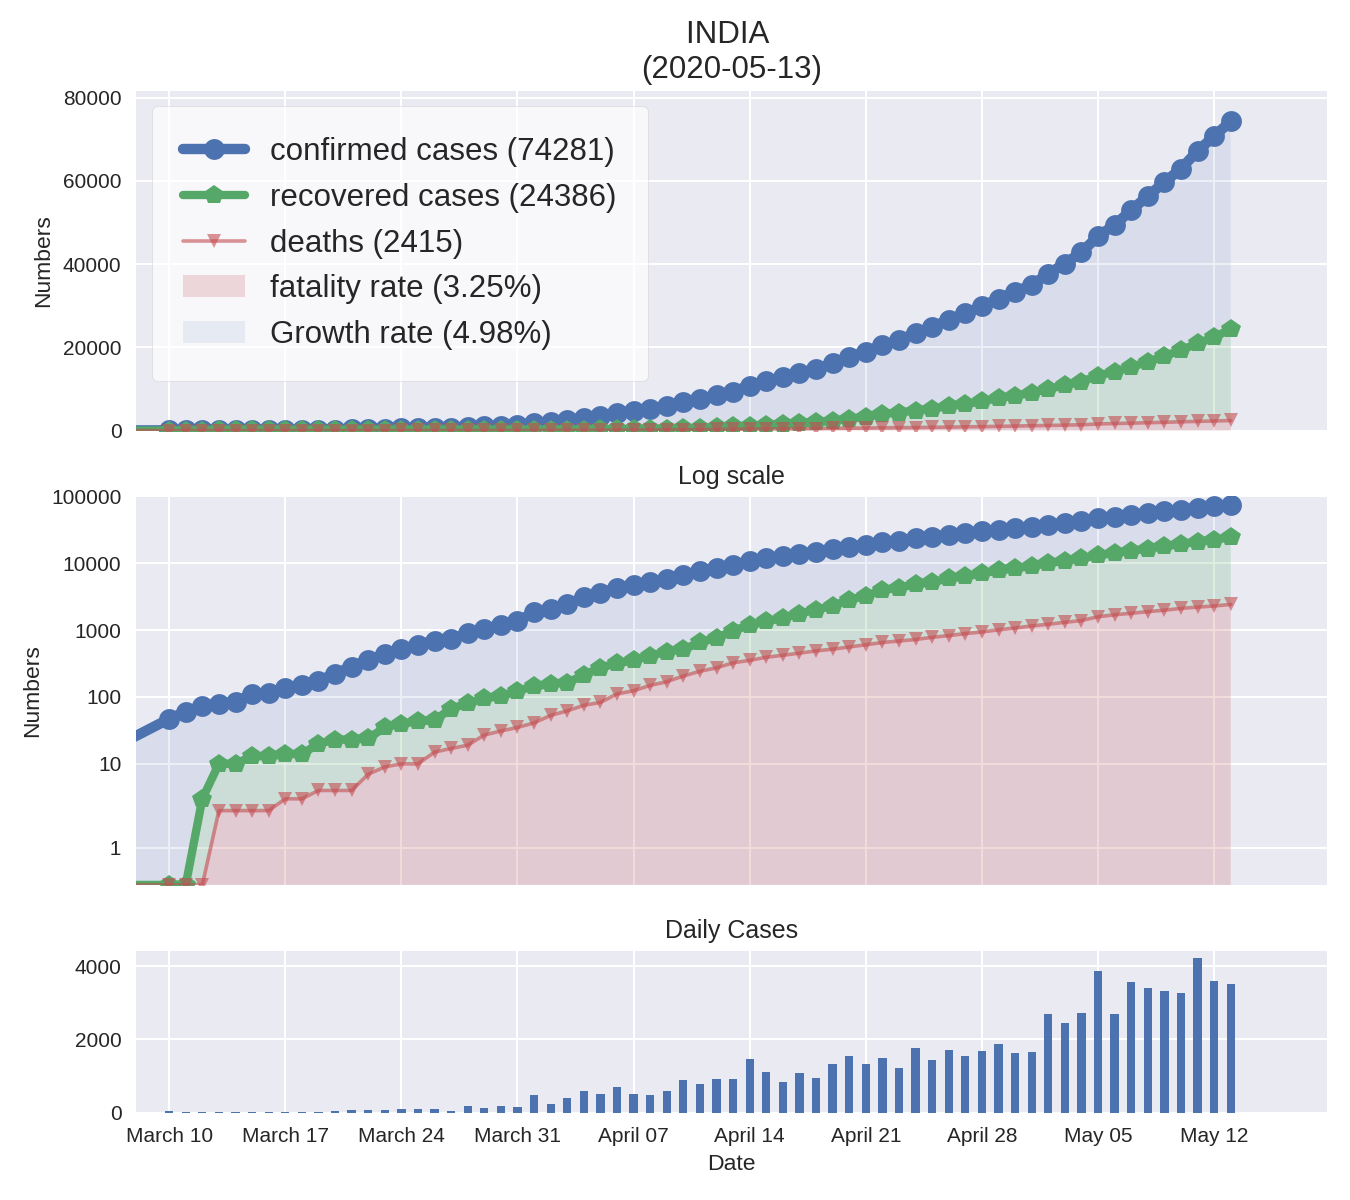 INDIA
(2020-05-13)
80000
60000
40000
20000
0
Numbers
confirmed cases (74281)
recovered cases (24386)
deaths (2415)
fatality rate (3.25%)
Growth rate (4.98%)
Log scale
100000
10000
1000
100
10
1
Numbers
Daily Cases
4000
2000
0
March 10 March 17 March 24 March 31 April 07 April 14 April 21 April 28 May 05 May 12
Date